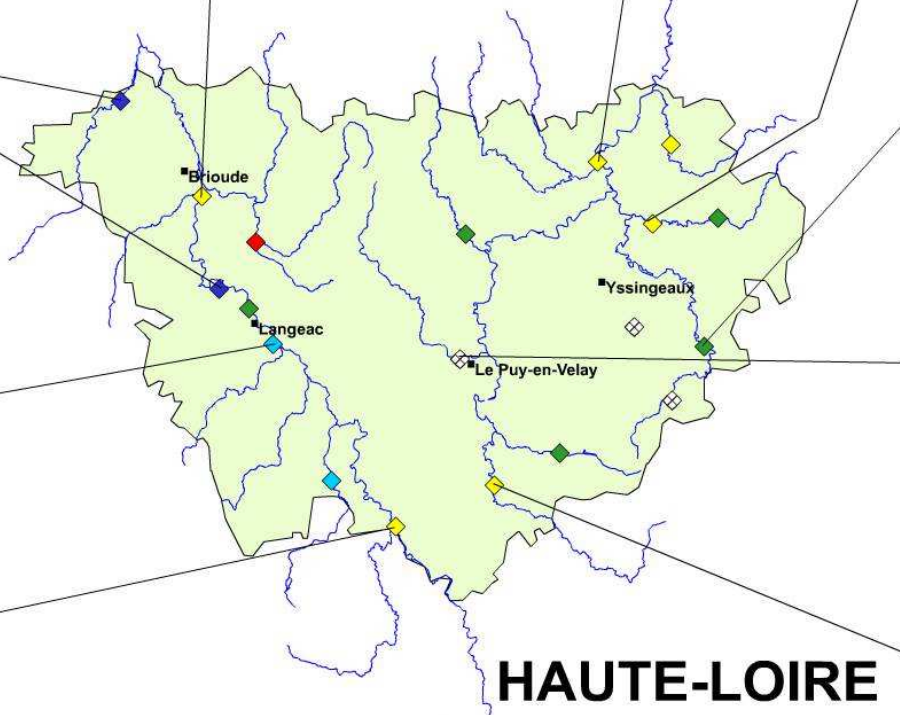 Brioude
Yssingeaux
Langeac
Le Puy-en-Velay
HAUTE-LOIRE